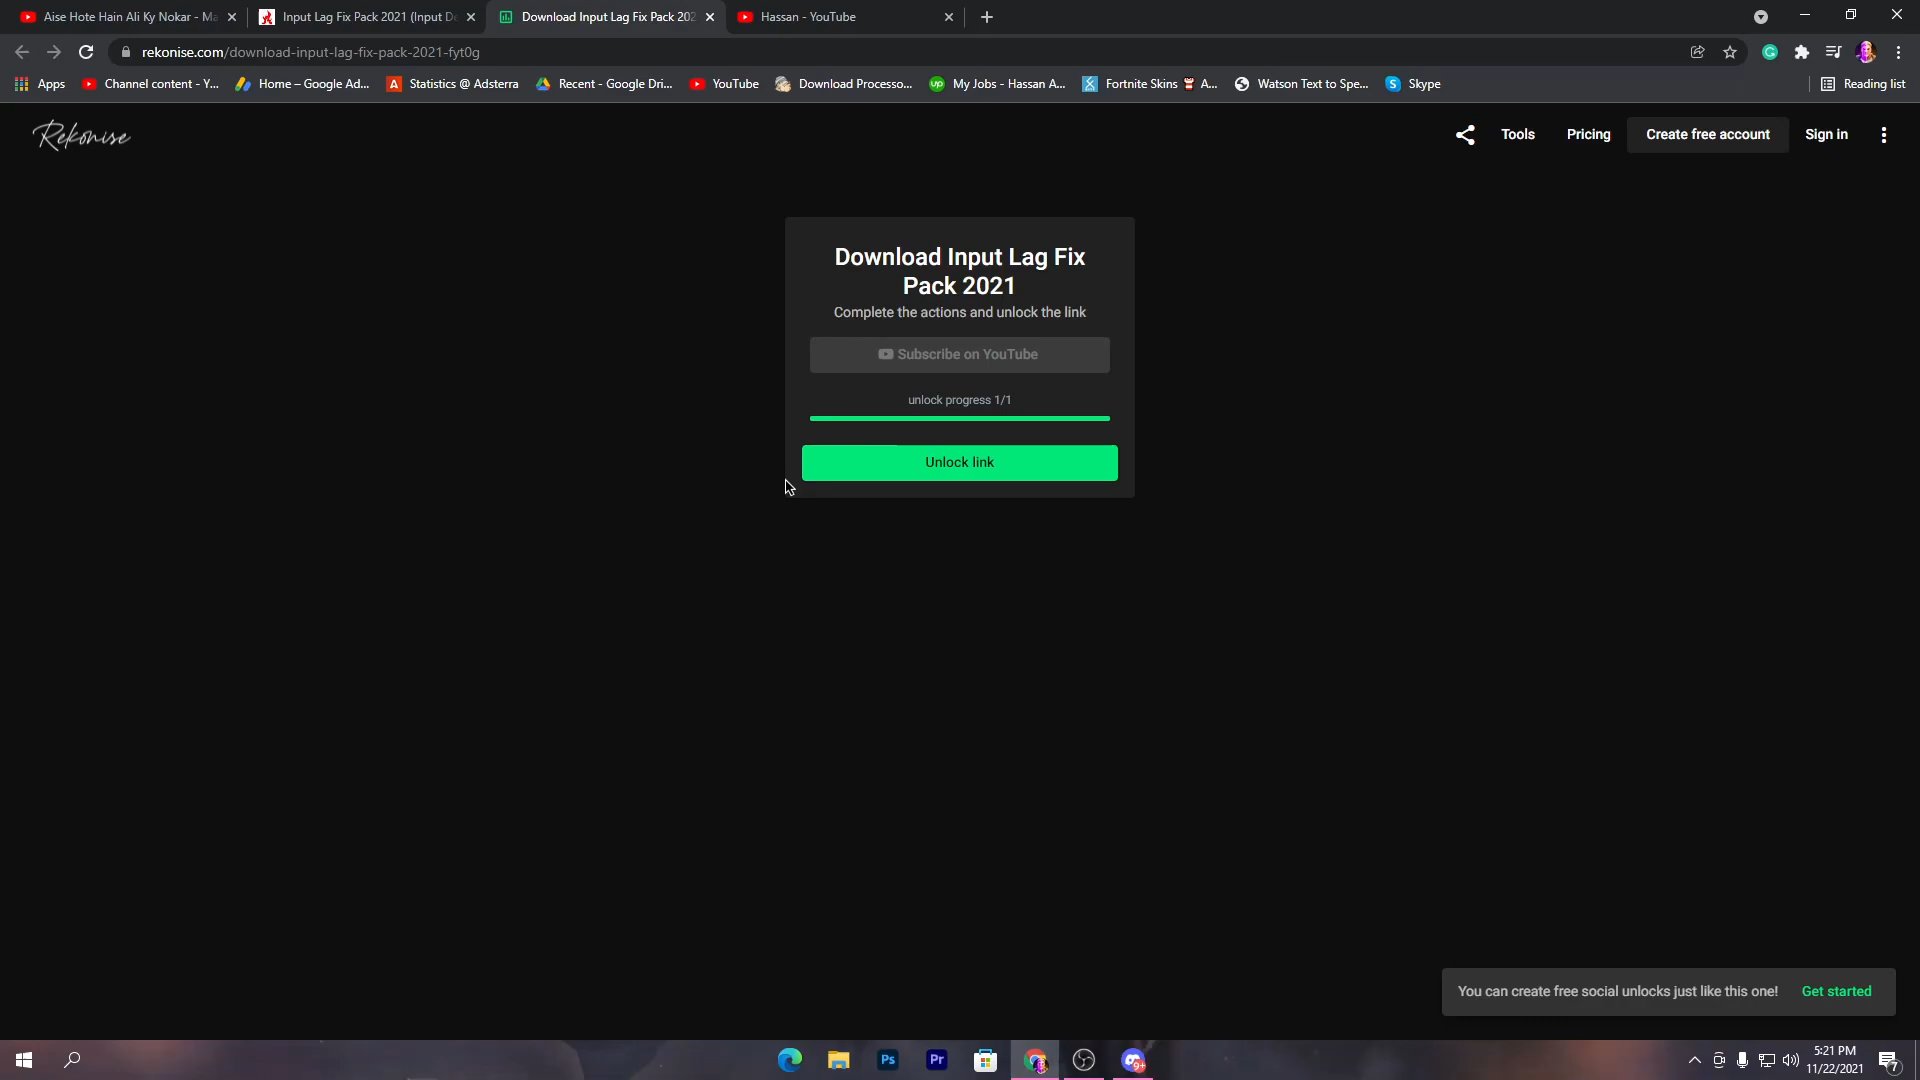 Aise Hote Hain Ali Ky Nokar - Ma
Input Lag Fix Pack 2021 (Input De
Download Input Lag Fix Pack 202
Hassan - YouTube
rekonise.com/download-input-lag-fix-pack-2021-fyt0g
Apps
Channel content - Y...
Home – Google Ad...
Statistics @ Adsterra
Recent - Google Dri...
YouTube
Download Processo...
My Jobs - Hassan A...
Fortnite Skins A...
Watson Text to Spe...
Skype
Reading list
Rekonise
Tools
Pricing
Create free account
Sign in
Download Input Lag Fix
Pack 2021
Complete the actions and unlock the link
Subscribe on YouTube
unlock progress 1/1
Unlock link
You can create free social unlocks just like this one! Get started
Ps
Pr
9+
5:21 PM
11/22/2021
7